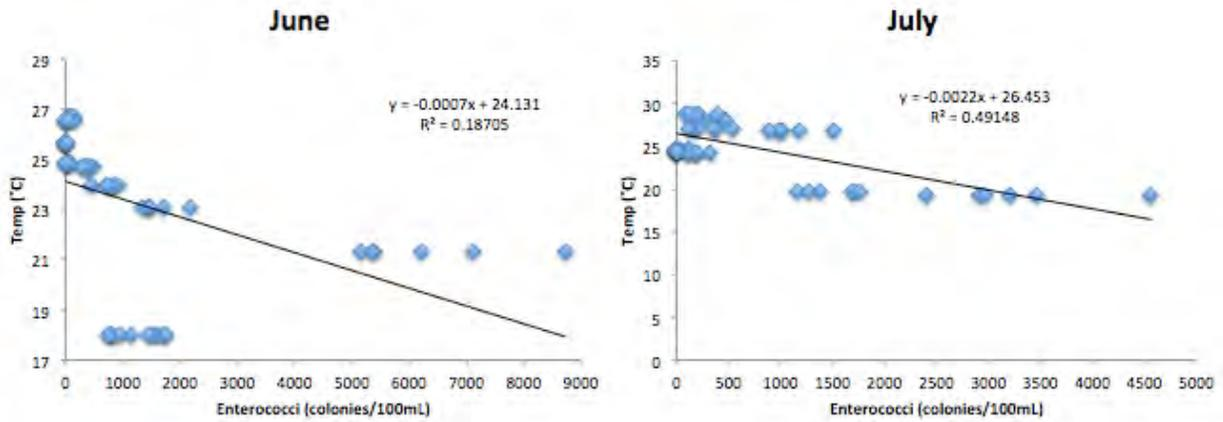 June
29
27
25
23
21
19
17
Temp (˚C)
y = -0.0007x + 24.131
R² = 0.18705
0 1000 2000 3000 4000 5000 6000 7000 8000 9000
Enterococci (colonies/100mL)
July
35
30
25
20
15
10
5
0
Temp (˚C)
y = -0.0022x + 26.453
R² = 0.49148
0 500 1000 1500 2000 2500 3000 3500 4000 4500 5000
Enterococci (colonies/100mL)